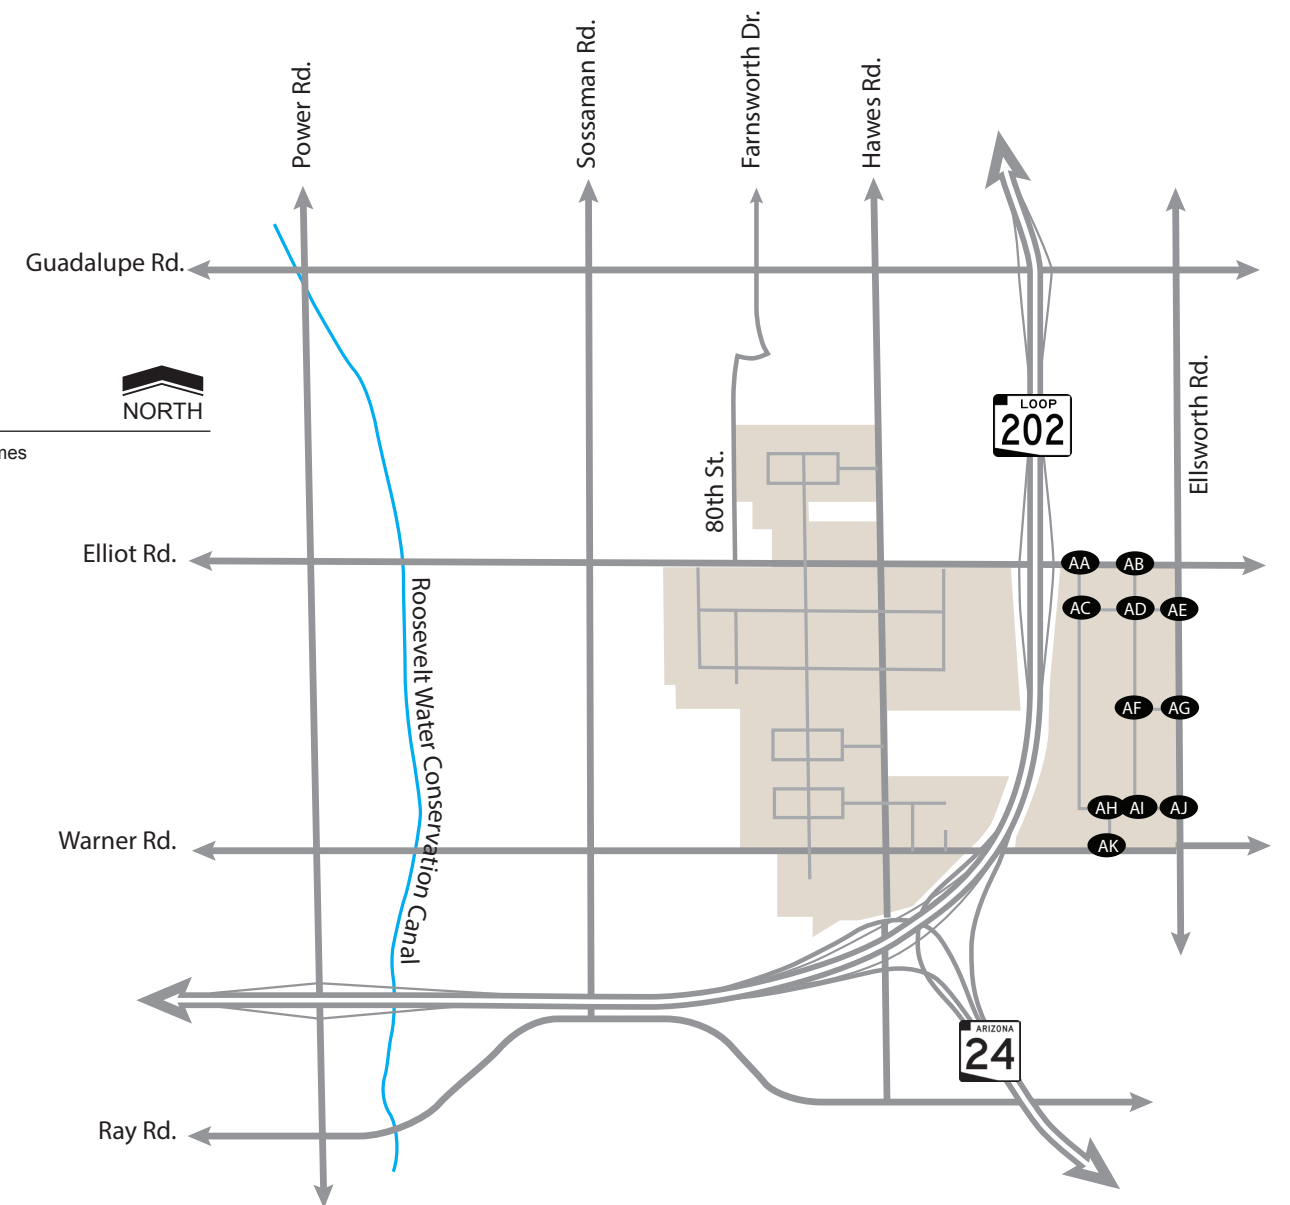 Power Rd.
Sossaman Rd.
Farnsworth Dr.
Hawes Rd.
Guadalupe Rd.
NORTH
mes
LOOP
202
Ellsworth Rd.
80th St.
Elliot Rd.
AA
AB
AC
AD
AE
Roosevelt Water Conservation Canal
AF
AG
AH
AI
AJ
Warner Rd.
AK
ARIZONA
24
Ray Rd.